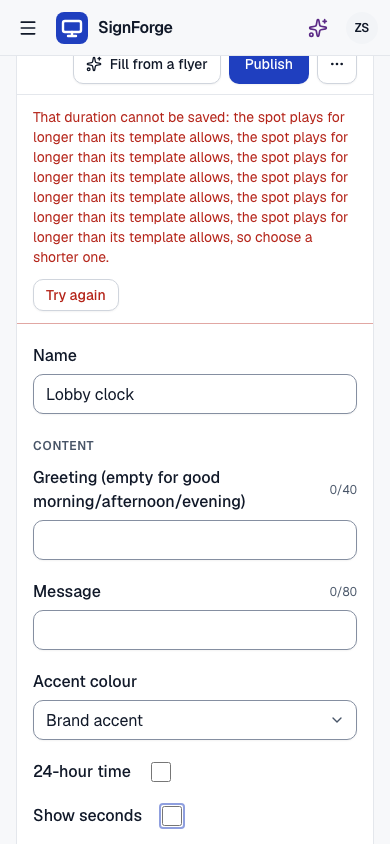 SignForge
ZS
Fill from a flyer
Publish
That duration cannot be saved: the spot plays for
longer than its template allows, the spot plays for
longer than its template allows, the spot plays for
longer than its template allows, the spot plays for
longer than its template allows, the spot plays for
longer than its template allows, the spot plays for
longer than its template allows, so choose a
shorter one.
Try again
Name
Lobby clock
CONTENT
Greeting (empty for good
morning/afternoon/evening)
0/40
Message
0/80
Accent colour
Brand accent
24-hour time
Show seconds